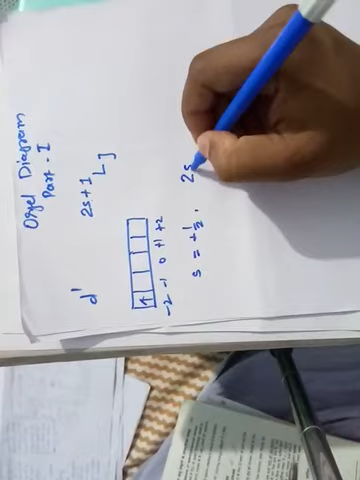 Orgel Diagram
Part - I
d¹ 2s+1 L J
↑
-2 -1 0 +1 +2
s = +½ . 2s